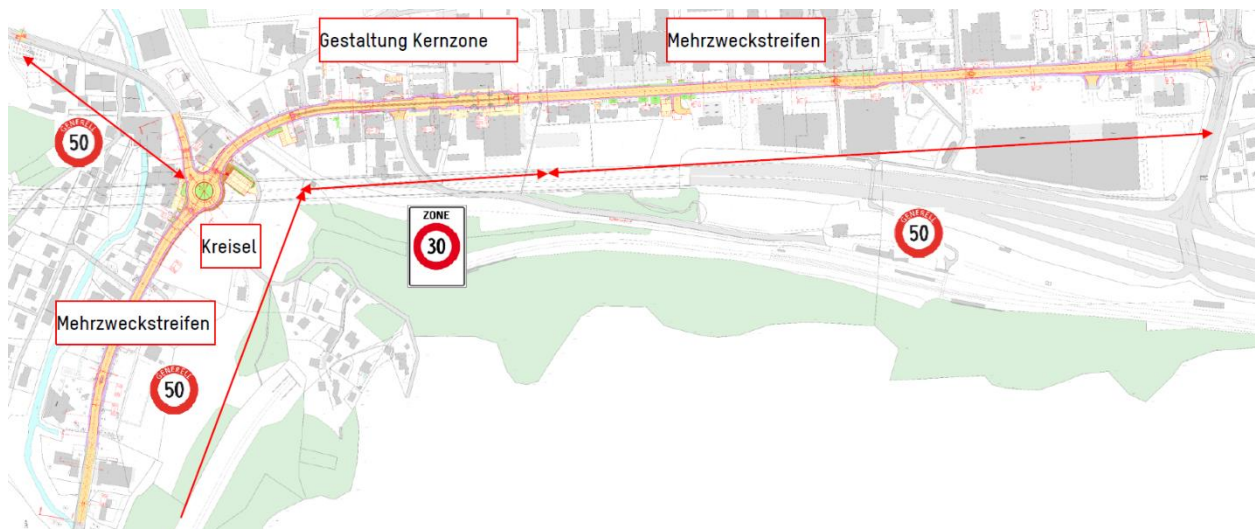 Gestaltung Kernzone
Mehrzweckstreifen
GENERELL
50
ZONE
30
GENERELL
50
Kreisel
Mehrzweckstreifen
GENERELL
50